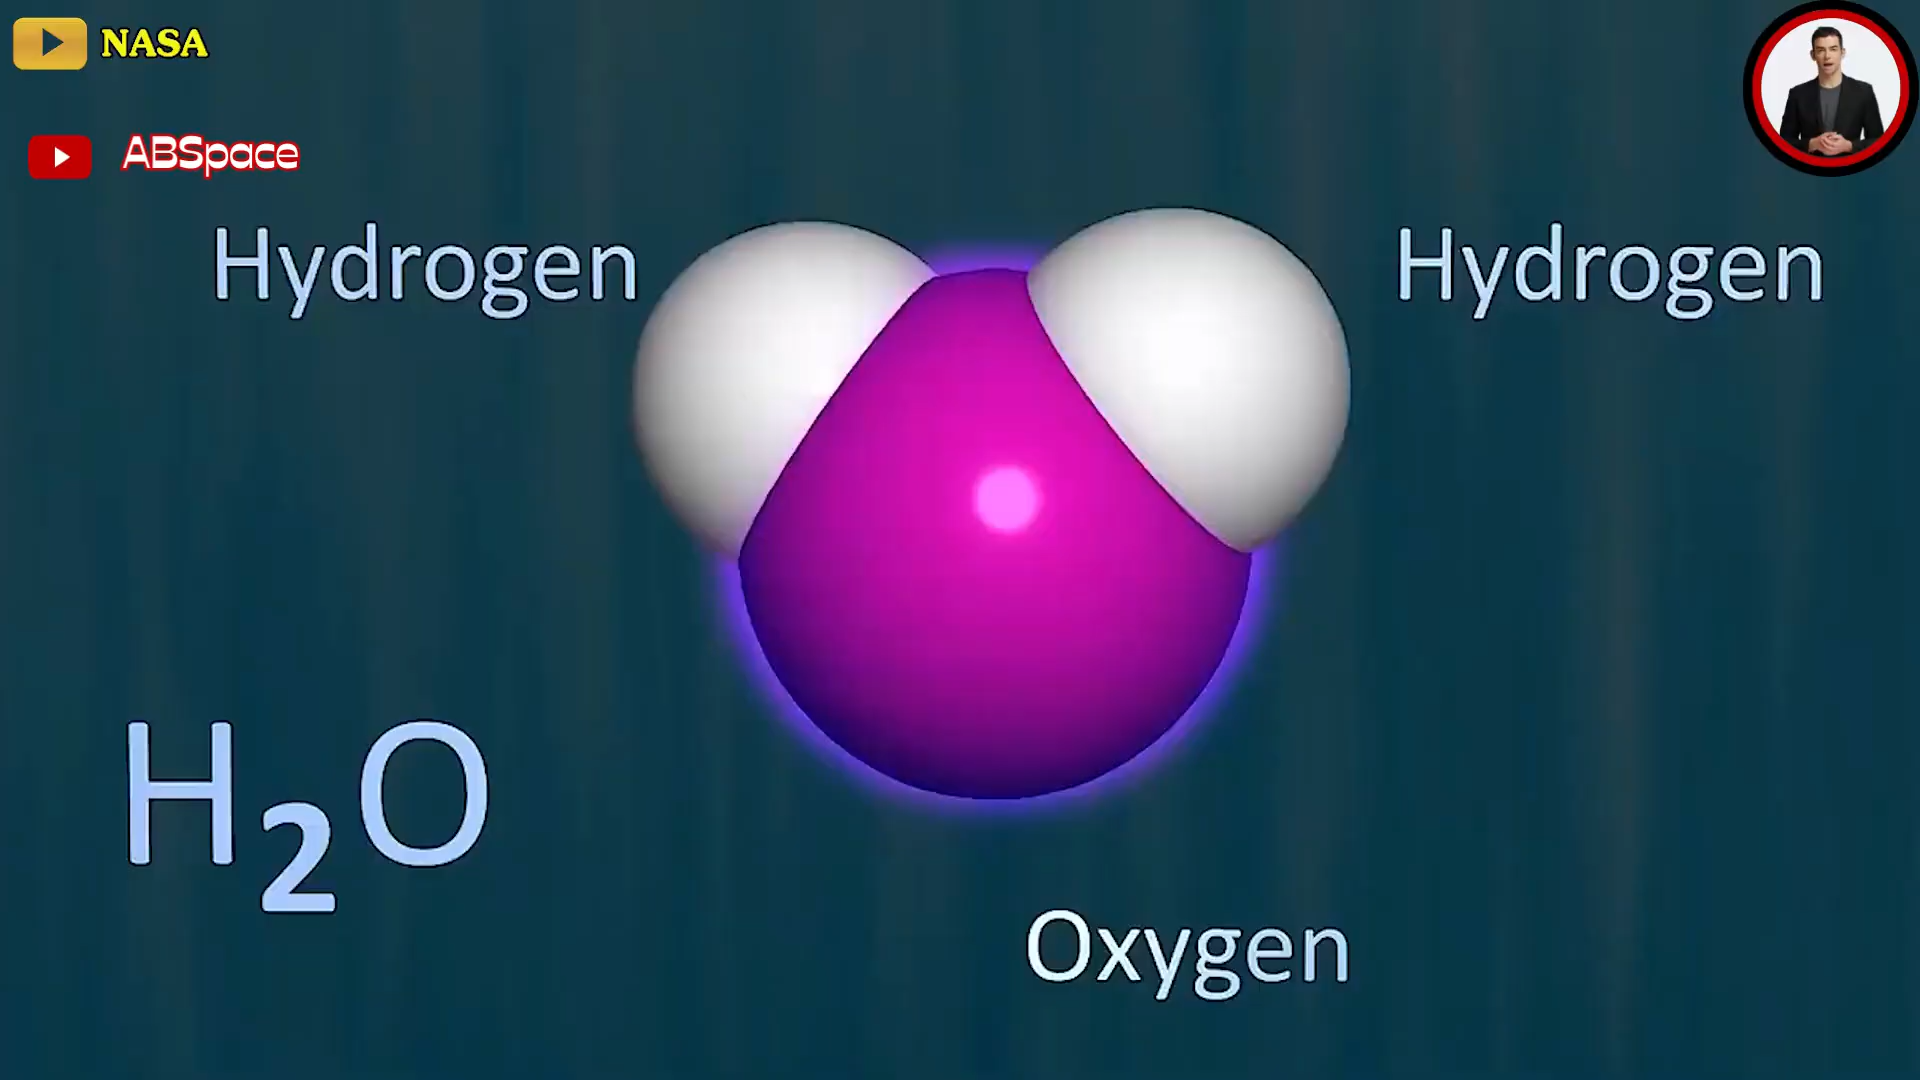 NASA
ABSpace
Hydrogen
Hydrogen
H₂O
Oxygen